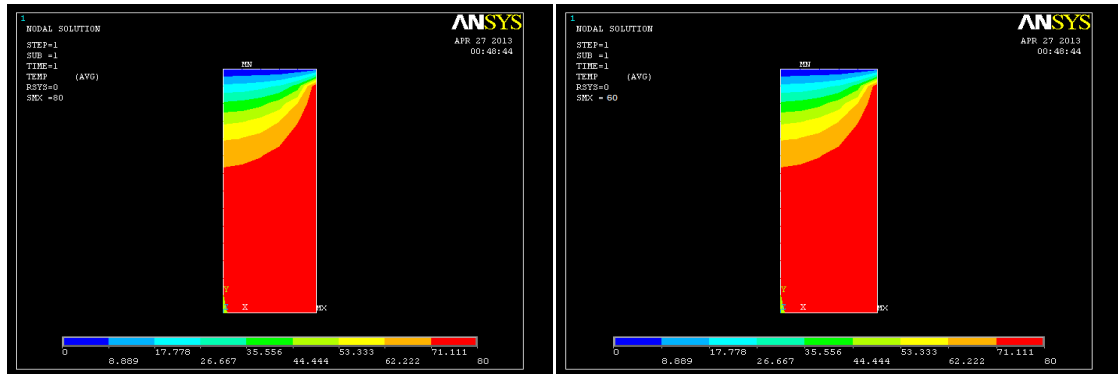 1
NODAL SOLUTION
STEP=1
SUB =1
TIME=1
TEMP (AVG)
RSYS=0
SMX =80
ANSYS
APR 27 2013
00:48:44
MN
Y
X
MX
0
8.889
17.778
26.667
35.556
44.444
53.333
62.222
71.111
80
1
NODAL SOLUTION
STEP=1
SUB =1
TIME=1
TEMP (AVG)
RSYS=0
SMX = 60
ANSYS
APR 27 2013
00:48:44
MN
Y
X
MX
0
8.889
17.778
26.667
35.556
44.444
53.333
62.222
71.111
80